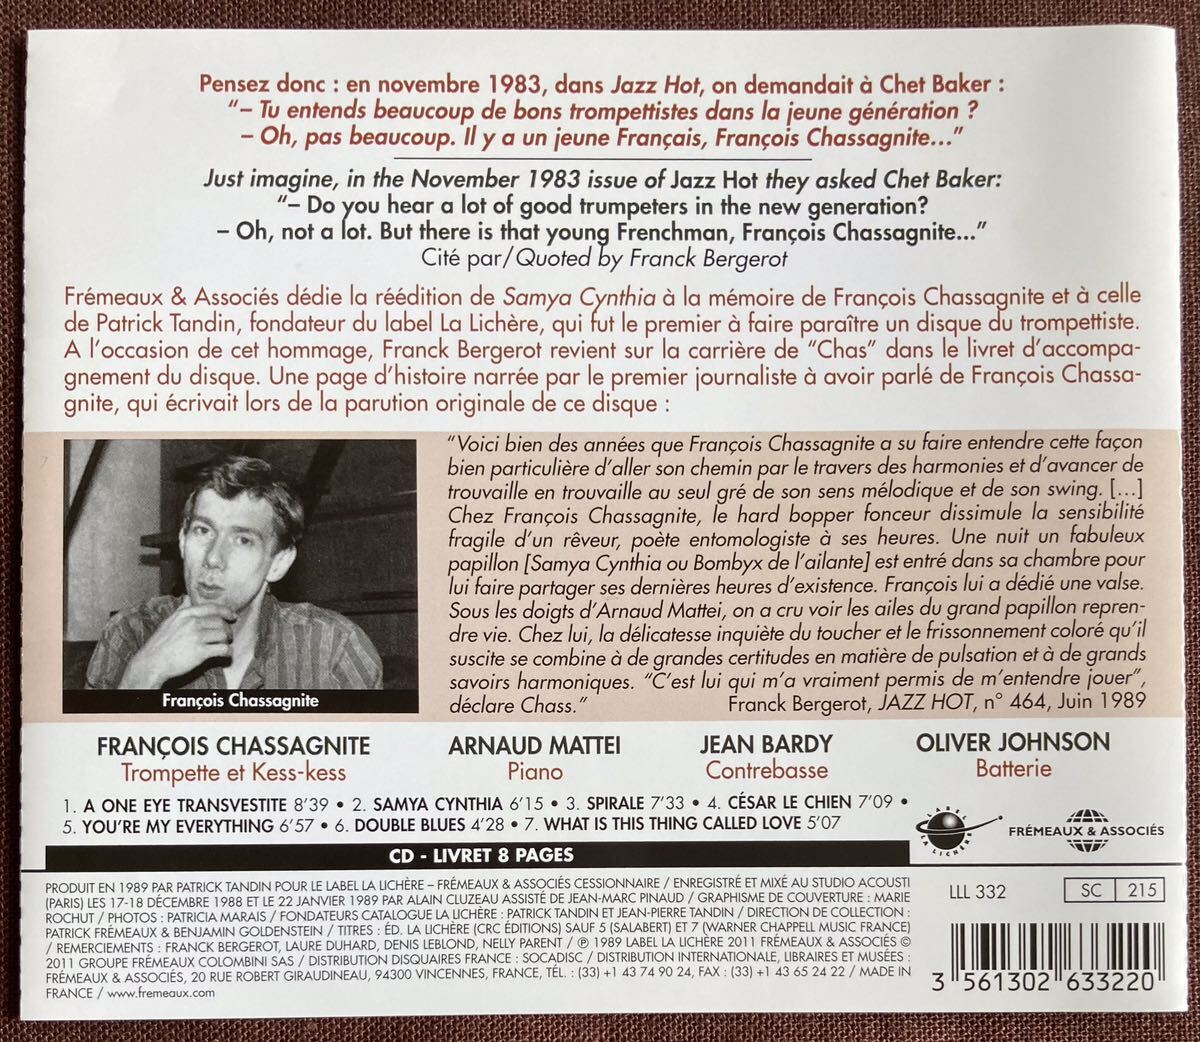 Pensez donc : en novembre 1983, dans Jazz Hot, on demandait à Chet Baker :
“– Tu entends beaucoup de bons trompettistes dans la jeune génération ?
– Oh, pas beaucoup. Il y a un jeune Français, François Chassagnite...”
Just imagine, in the November 1983 issue of Jazz Hot they asked Chet Baker:
“– Do you hear a lot of good trumpeters in the new generation?
– Oh, not a lot. But there is that young Frenchman, François Chassagnite...”
Cité par/Quoted by Franck Bergerot
Frémeaux & Associés dédie la réédition de Samya Cynthia à la mémoire de François Chassagnite et à celle
de Patrick Tandin, fondateur du label La Lichère, qui fut le premier à faire paraître un disque du trompettiste.
A l’occasion de cet hommage, Franck Bergerot revient sur la carrière de “Chas” dans le livret d’accompa-
gnement du disque. Une page d’histoire narrée par le premier journaliste à avoir parlé de François Chassa-
gnite, qui écrivait lors de la parution originale de ce disque :
“Voici bien des années que François Chassagnite a su faire entendre cette façon
bien particulière d’aller son chemin par le travers des harmonies et d’avancer de
trouvaille en trouvaille au seul gré de son sens mélodique et de son swing. [...]
Chez François Chassagnite, le hard bopper fonceur dissimule la sensibilité
fragile d’un rêveur, poète entomologiste à ses heures. Une nuit un fabuleux
papillon [Samya Cynthia ou Bombyx de l’ailante] est entré dans sa chambre pour
lui faire partager ses dernières heures d’existence. François lui a dédié une valse.
Sous les doigts d’Arnaud Mattei, on a cru voir les ailes du grand papillon repren-
dre vie. Chez lui, la délicatesse inquiète du toucher et le frissonnement coloré qu’il
suscite se combine à de grandes certitudes en matière de pulsation et à de grands
savoirs harmoniques. “C’est lui qui m’a vraiment permis de m’entendre jouer”,
déclare Chass.” Franck Bergerot, JAZZ HOT, n° 464, Juin 1989
François Chassagnite
FRANÇOIS CHASSAGNITE
Trompette et Kess-kess
ARNAUD MATTEI
Piano
JEAN BARDY
Contrebasse
OLIVER JOHNSON
Batterie
1. A ONE EYE TRANSVESTITE 8’39 • 2. SAMYA CYNTHIA 6’15 • 3. SPIRALE 7’33 • 4. CÉSAR LE CHIEN 7’09 •
5. YOU’RE MY EVERYTHING 6’57 • 6. DOUBLE BLUES 4’28 • 7. WHAT IS THIS THING CALLED LOVE 5’07
LABEL
LA LICHÈRE
FRÉMEAUX & ASSOCIÉS
CD - LIVRET 8 PAGES
PRODUIT EN 1989 PAR PATRICK TANDIN POUR LE LABEL LA LICHÈRE – FRÉMEAUX & ASSOCIÉS CESSIONNAIRE / ENREGISTRÉ ET MIXÉ AU STUDIO ACOUSTI
(PARIS) LES 17-18 DÉCEMBRE 1988 ET LE 22 JANVIER 1989 PAR ALAIN CLUZEAU ASSISTÉ DE JEAN-MARC PINAUD / GRAPHISME DE COUVERTURE : MARIE
ROCHUT / PHOTOS : PATRICIA MARAIS / FONDATEURS CATALOGUE LA LICHÈRE : PATRICK TANDIN ET JEAN-PIERRE TANDIN / DIRECTION DE COLLECTION :
PATRICK FRÉMEAUX & BENJAMIN GOLDENSTEIN / TITRES : ÉD. LA LICHÈRE (CRC ÉDITIONS) SAUF 5 (SALABERT) ET 7 (WARNER CHAPPELL MUSIC FRANCE)
/ REMERCIEMENTS : FRANCK BERGEROT, LAURE DUHARD, DENIS LEBLOND, NELLY PARENT / ℗ 1989 LABEL LA LICHÈRE 2011 FRÉMEAUX & ASSOCIÉS ©
2011 GROUPE FRÉMEAUX COLOMBINI SAS / DISTRIBUTION DISQUAIRES FRANCE : SOCADISC / DISTRIBUTION INTERNATIONALE, LIBRAIRES ET MUSÉES :
FRÉMEAUX & ASSOCIÉS, 20 RUE ROBERT GIRAUDINEAU, 94300 VINCENNES, FRANCE, TÉL. : (33) +1 43 74 90 24, FAX : (33) +1 43 65 24 22 / MADE IN
FRANCE / www.fremeaux.com
LLL 332
SC 215
3 561302 633220